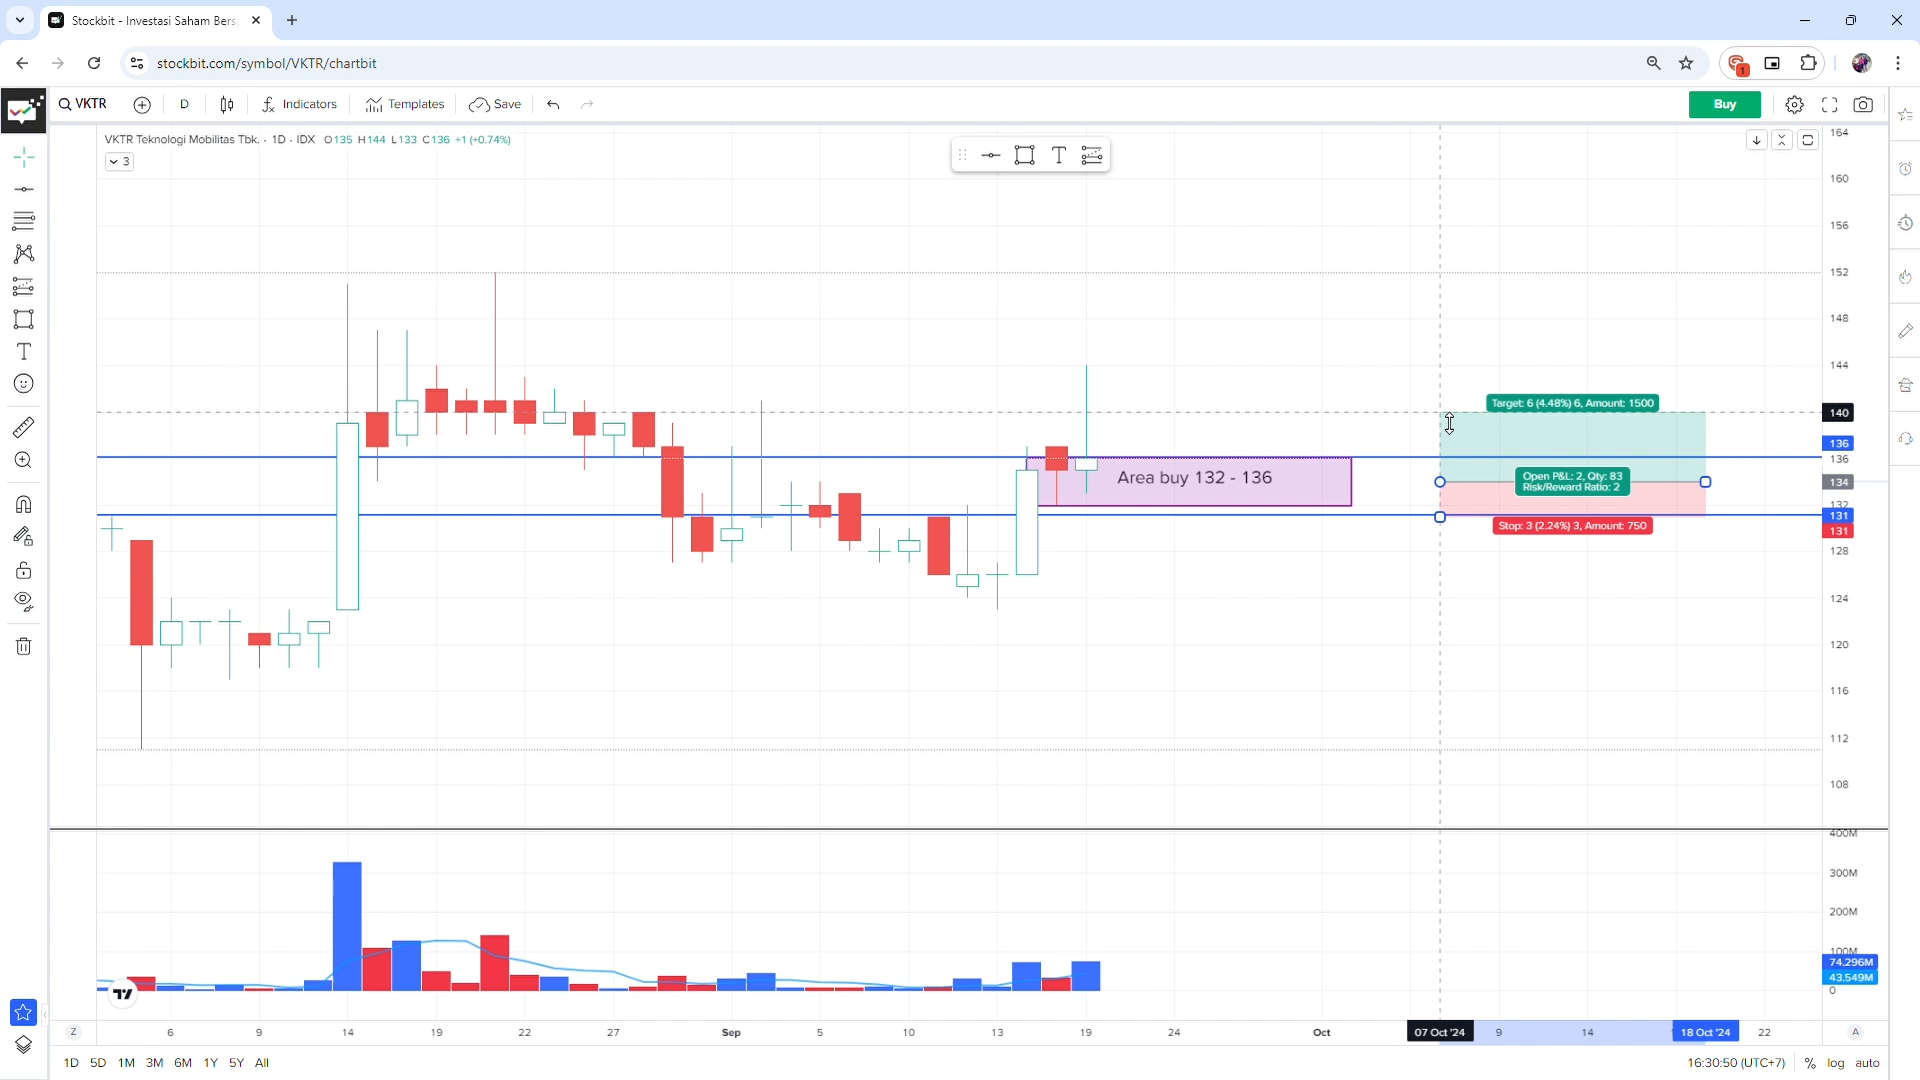 Stockbit - Investasi Saham Bers
stockbit.com/symbol/VKTR/chartbit
1
VKTR
D
Indicators
Templates
Save
Buy
VKTR Teknologi Mobilitas Tbk. · 1D · IDX O135 H144 L133 C136 +1 (+0.74%)
3
164
160
156
152
148
144
140
136
136
134
132
131
131
128
124
120
116
112
108
Target: 6 (4.48%) 6, Amount: 1500
Open P&L: 2, Qty: 83
Risk/Reward Ratio: 2
Stop: 3 (2.24%) 3, Amount: 750
Area buy 132 - 136
400M
300M
200M
100M
74.296M
43.549M
0
Z
6
9
14
19
22
27
Sep
5
10
13
19
24
Oct
07 Oct '24
9
14
18 Oct '24
22
A
1D 5D 1M 3M 6M 1Y 5Y All
16:30:50 (UTC+7)
%
log
auto